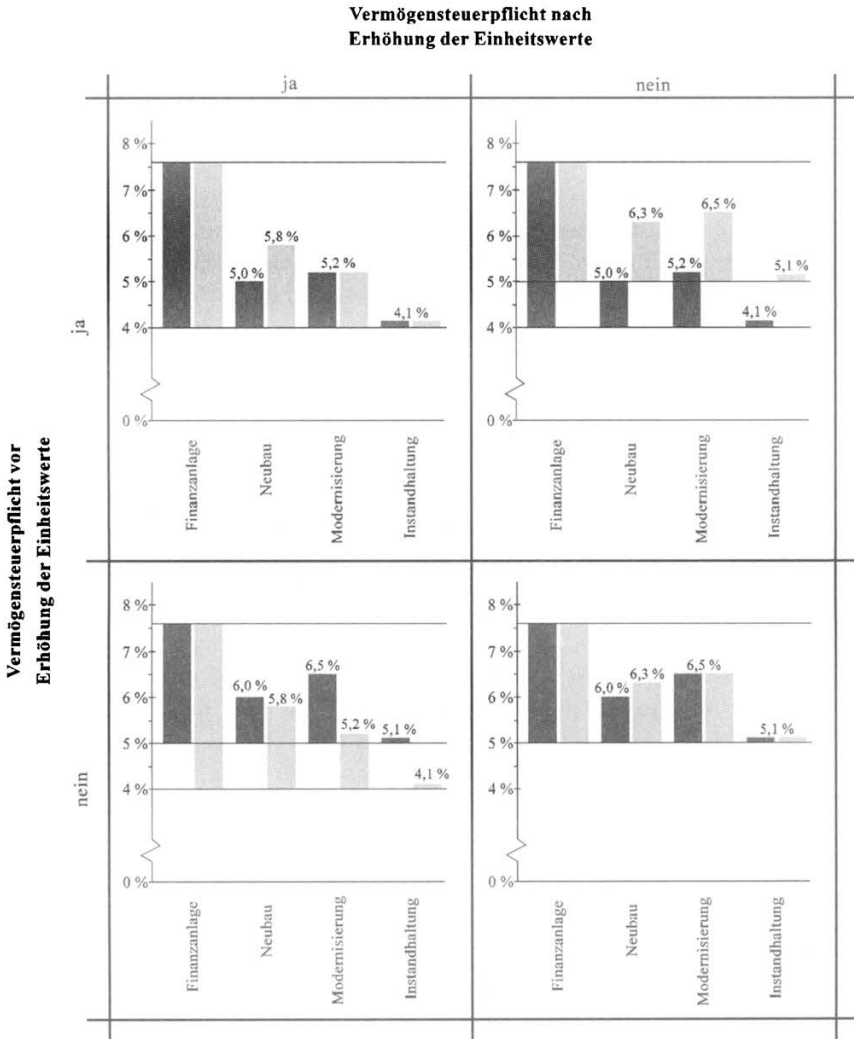 Vermögensteuerpflicht nach
Erhöhung der Einheitswerte
ja
nein
Vermögensteuerpflicht vor
Erhöhung der Einheitswerte
ja
8 %
7 %
6 %
5 %
4 %
0 %
5,0 %
5,8 %
5,2 %
4,1 %
Finanzanlage
Neubau
Modernisierung
Instandhaltung
8 %
7 %
6 %
5 %
4 %
0 %
5,0 %
6,3 %
5,2 %
6,5 %
4,1 %
5,1 %
Finanzanlage
Neubau
Modernisierung
Instandhaltung
nein
8 %
7 %
6 %
5 %
4 %
0 %
6,0 %
5,8 %
6,5 %
5,2 %
5,1 %
4,1 %
Finanzanlage
Neubau
Modernisierung
Instandhaltung
8 %
7 %
6 %
5 %
4 %
0 %
6,0 %
6,3 %
6,5 %
5,1 %
Finanzanlage
Neubau
Modernisierung
Instandhaltung